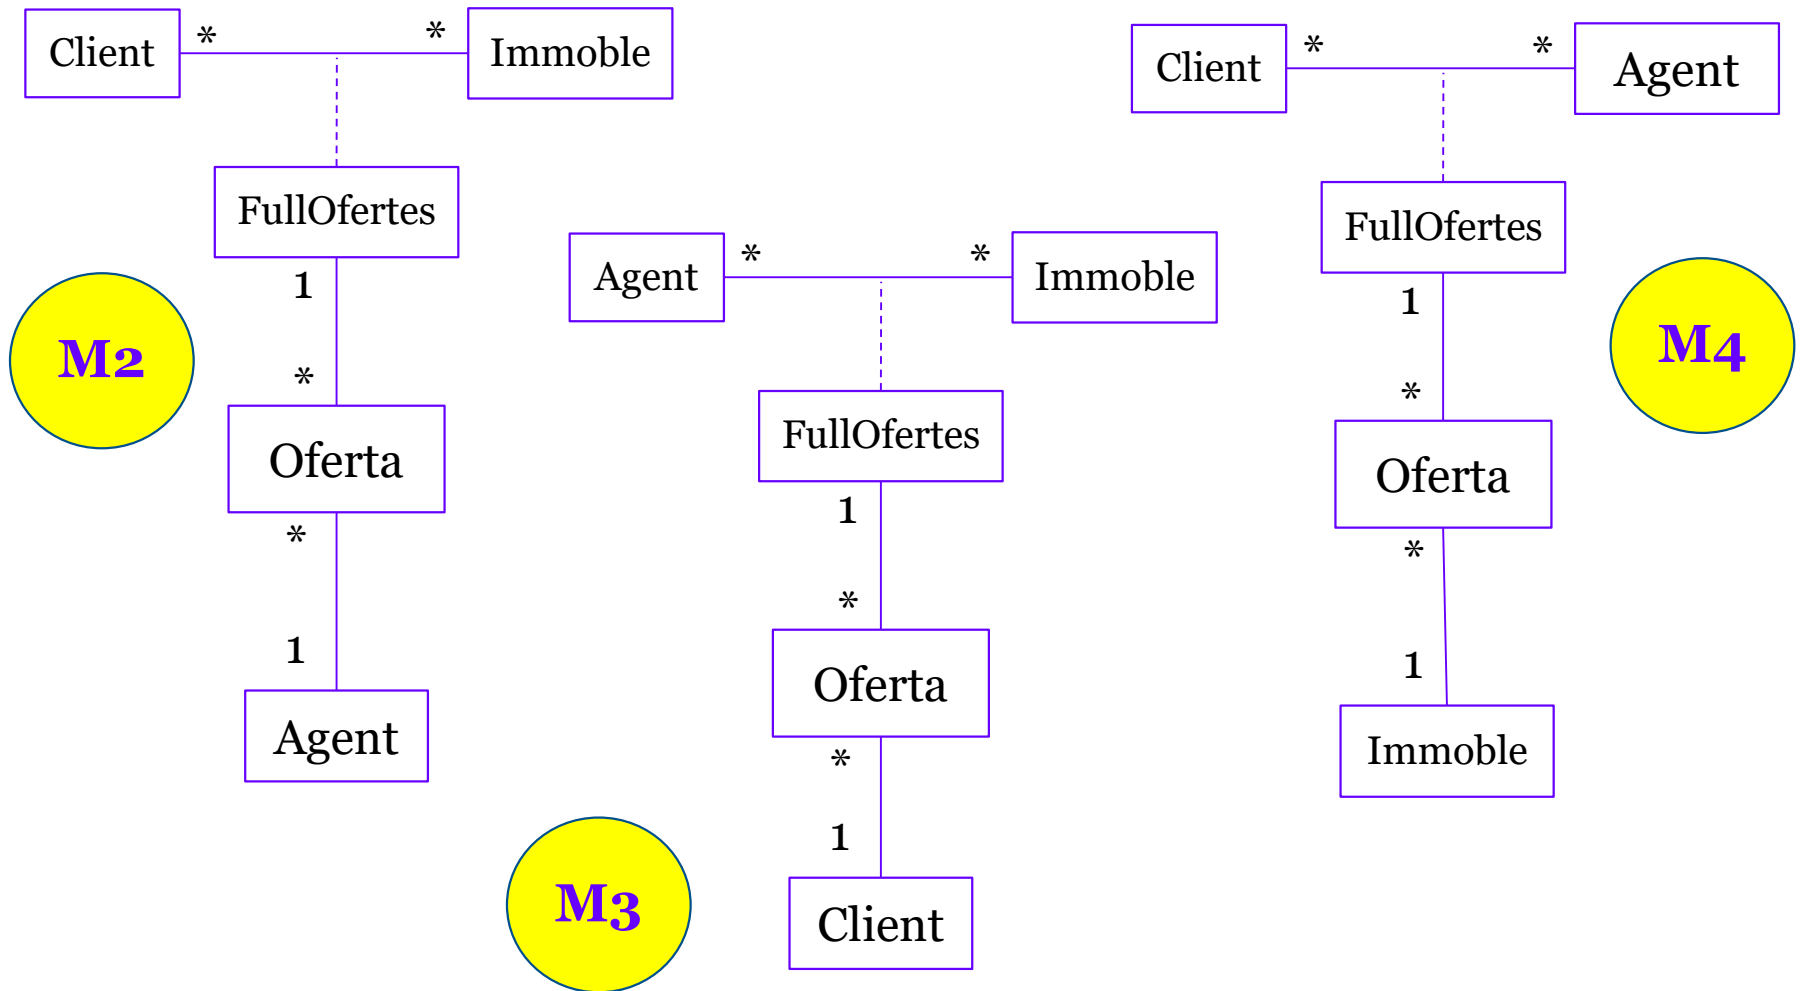 Client
*
*
Immoble
FullOfertes
1
*
Oferta
*
1
Agent
M2
Agent
*
*
Immoble
FullOfertes
1
*
Oferta
*
1
Client
M3
Client
*
*
Agent
FullOfertes
1
*
Oferta
*
1
Immoble
M4